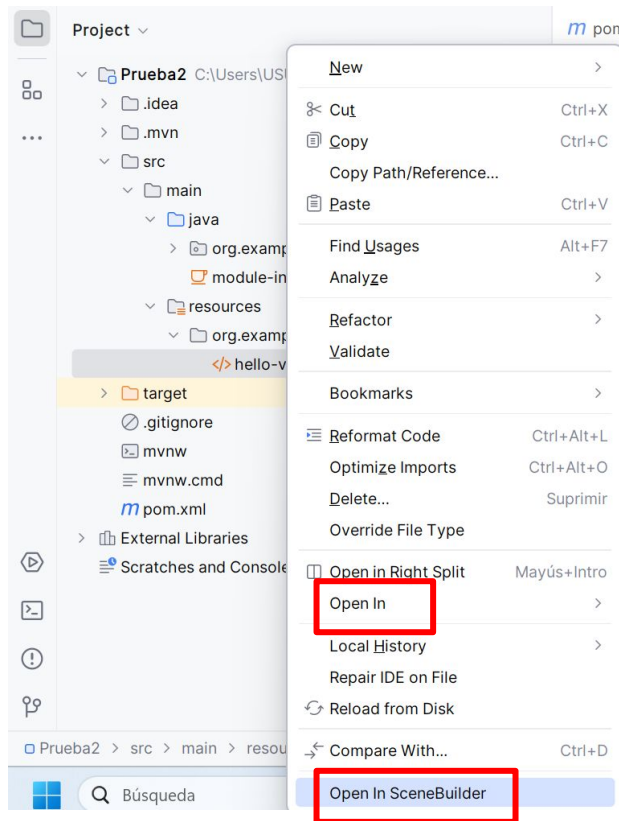 Project
m pom
Prueba2 C:\Users\US
.idea
.mvn
src
main
java
org.examp
module-in
resources
org.examp
</> hello-v
target
.gitignore
mvnw
mvnw.cmd
m pom.xml
External Libraries
Scratches and Console
Prueba2 > src > main > resou
Búsqueda
New
Cut Ctrl+X
Copy Ctrl+C
Copy Path/Reference...
Paste Ctrl+V
Find Usages Alt+F7
Analyze
Refactor
Validate
Bookmarks
Reformat Code Ctrl+Alt+L
Optimize Imports Ctrl+Alt+O
Delete... Suprimir
Override File Type
Open in Right Split Mayús+Intro
Open In
Local History
Repair IDE on File
Reload from Disk
Compare With... Ctrl+D
Open In SceneBuilder